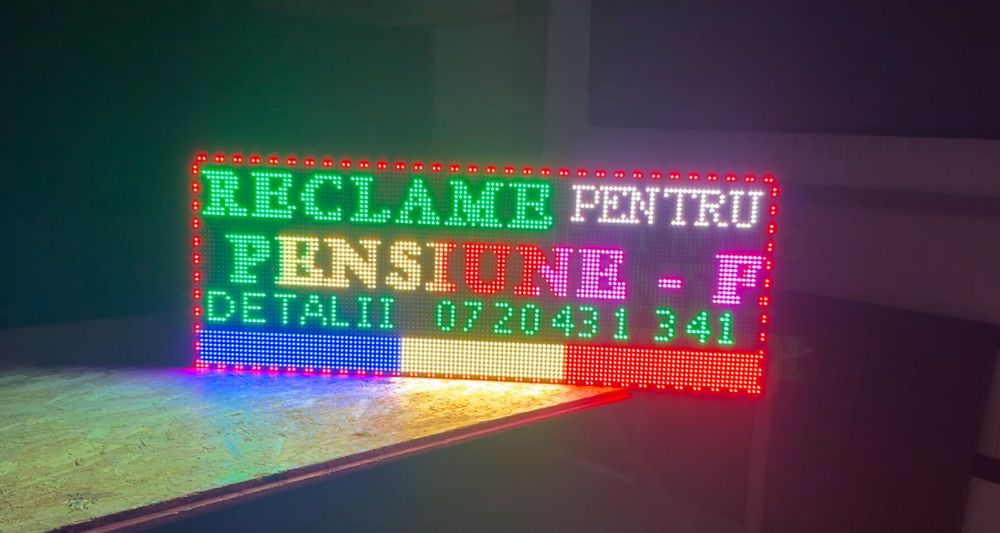 RECLAME PENTRU
PENSIUNE - F
DETALII 0720431 341